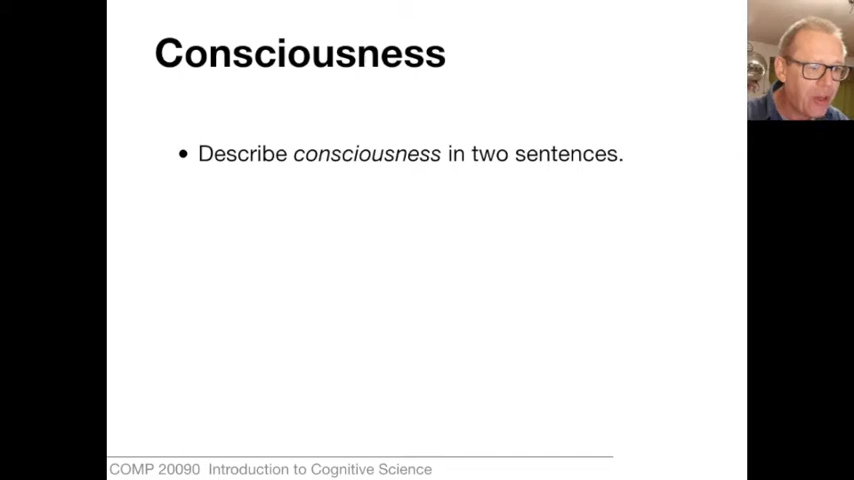 Consciousness
• Describe consciousness in two sentences.
COMP 20090 Introduction to Cognitive Science